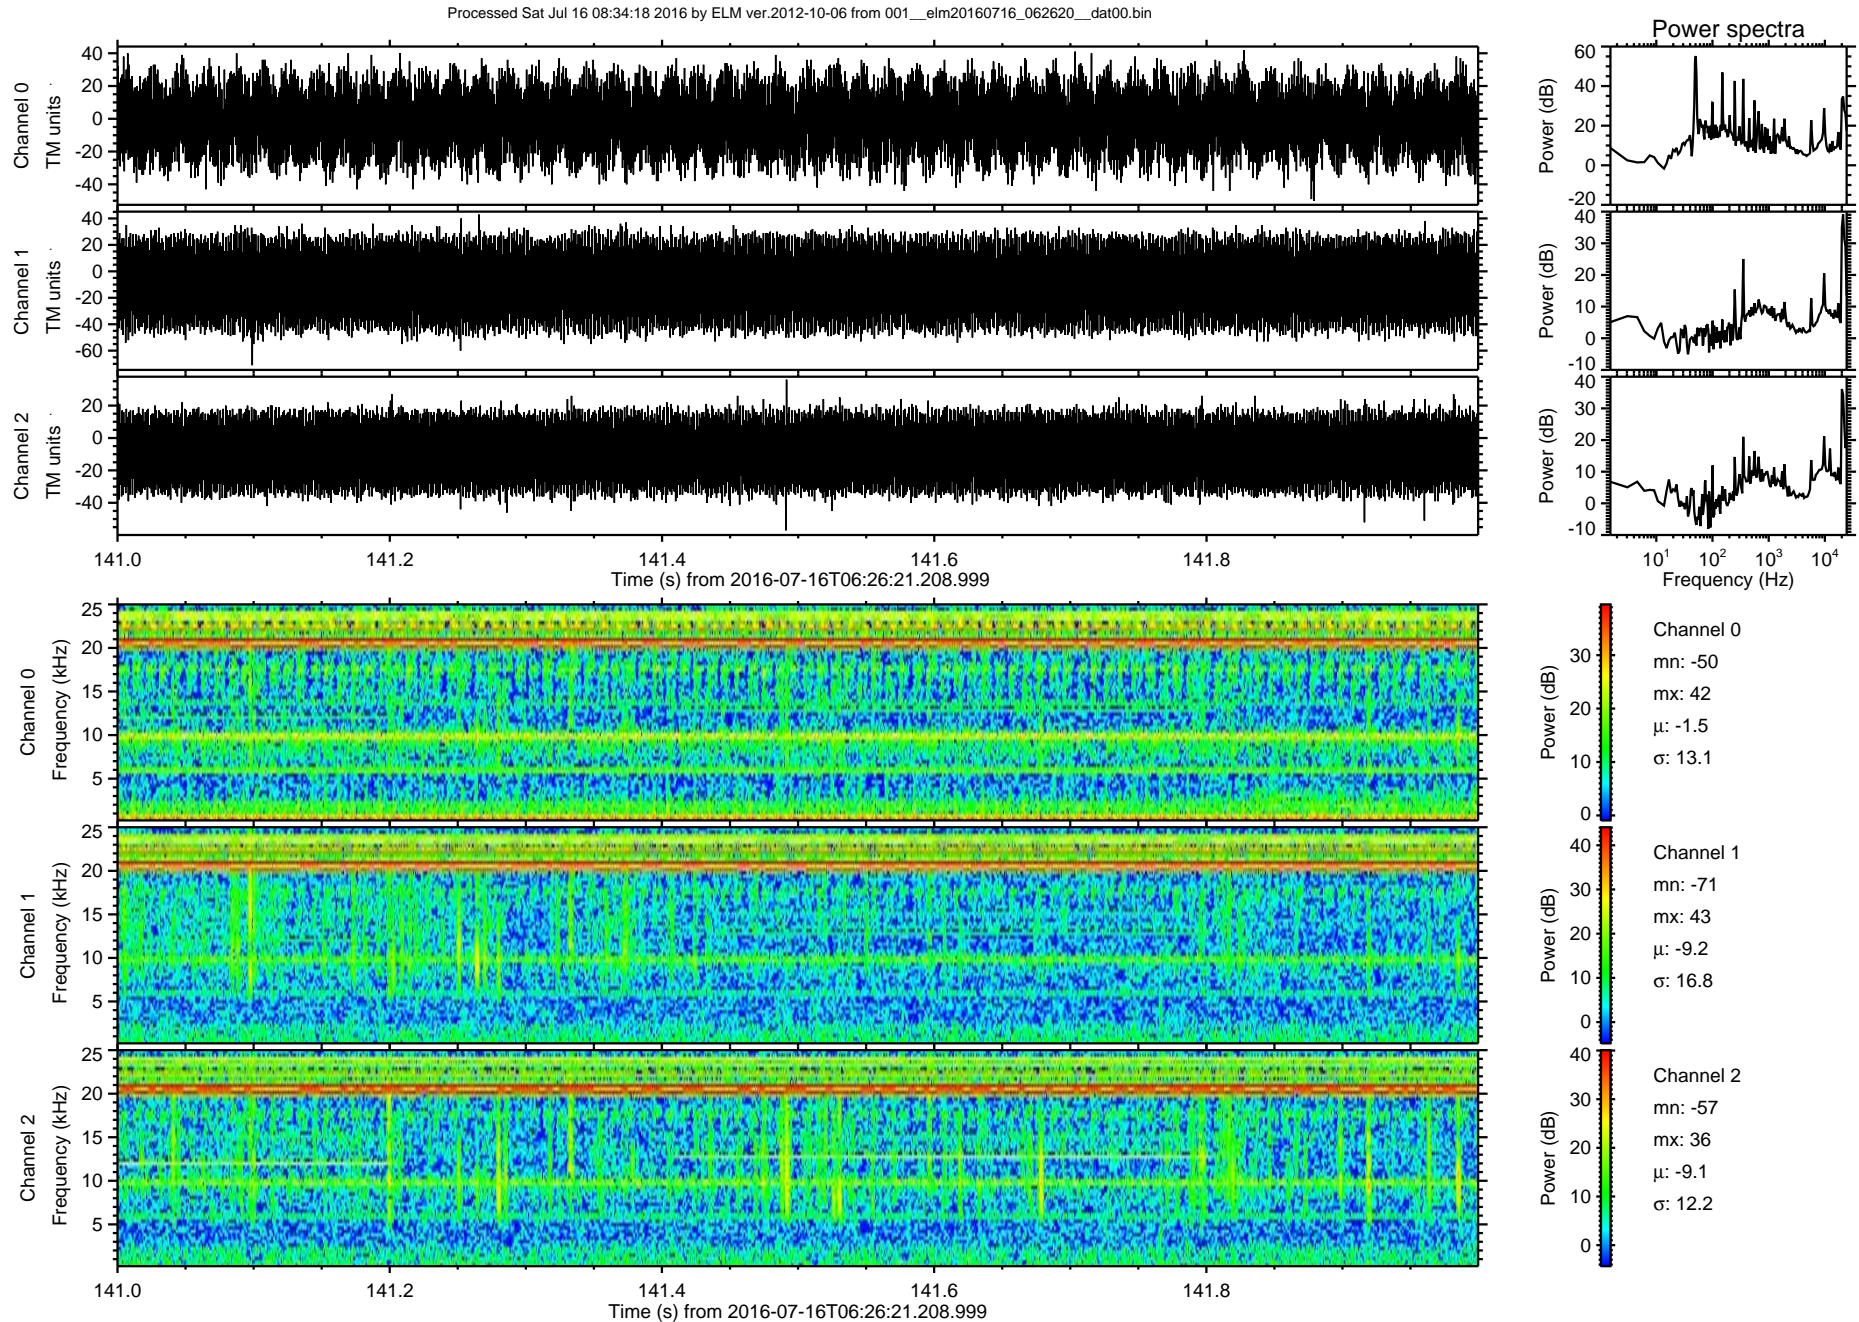 Processed Sat Jul 16 08:34:18 2016 by ELM ver.2012-10-06 from 001__elm20160716_062620__dat00.bin
Power spectra
Channel 0
TM units
40
20
0
-20
-40
Power (dB)
60
40
20
0
-20
Channel 1
TM units
40
20
0
-20
-40
-60
Power (dB)
40
30
20
10
0
-10
Channel 2
TM units
20
0
-20
-40
Power (dB)
40
30
20
10
0
-10
141.0 141.2 141.4 141.6 141.8
Time (s) from 2016-07-16T06:26:21.208.999
10¹ 10² 10³ 10⁴
Frequency (Hz)
Channel 0
Frequency (kHz)
25
20
15
10
5
Power (dB)
30
20
10
0
Channel 0
mn: -50
mx: 42
μ: -1.5
σ: 13.1
Channel 1
Frequency (kHz)
25
20
15
10
5
Power (dB)
40
30
20
10
0
Channel 1
mn: -71
mx: 43
μ: -9.2
σ: 16.8
Channel 2
Frequency (kHz)
25
20
15
10
5
Power (dB)
40
30
20
10
0
Channel 2
mn: -57
mx: 36
μ: -9.1
σ: 12.2
141.0 141.2 141.4 141.6 141.8
Time (s) from 2016-07-16T06:26:21.208.999